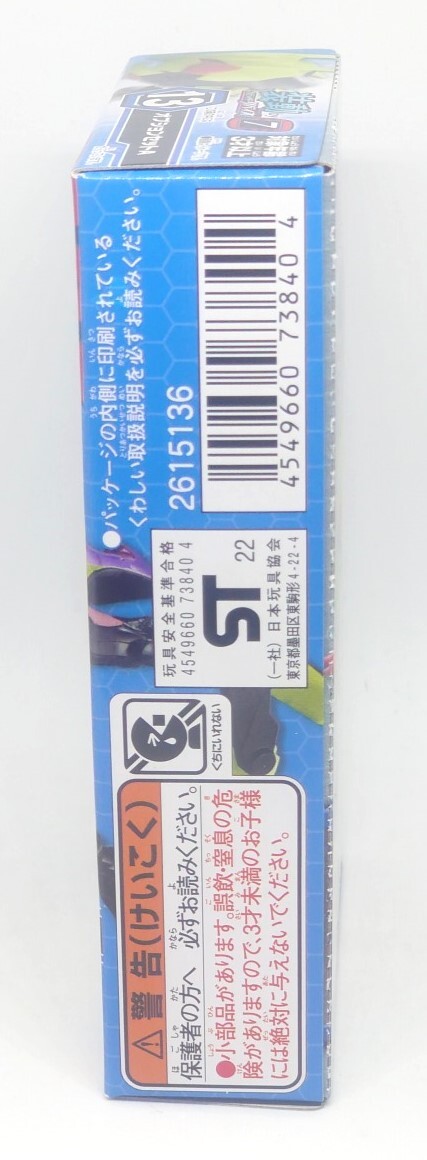 13
●パッケージの内側に印刷されている
くわしい取扱説明を必ずお読みください。
2615136
4549660 73840 4
玩具安全基準合格
4549660 73840 4
ST
22
(一社)日本玩具協会
東京都墨田区東駒形4-22-4
くちにいれない
⚠警告(けいこく)
保護者の方へ 必ずお読みください。
●小部品があります。誤飲・窒息の危
険がありますので、3才未満のお子様
には絶対に与えないでください。